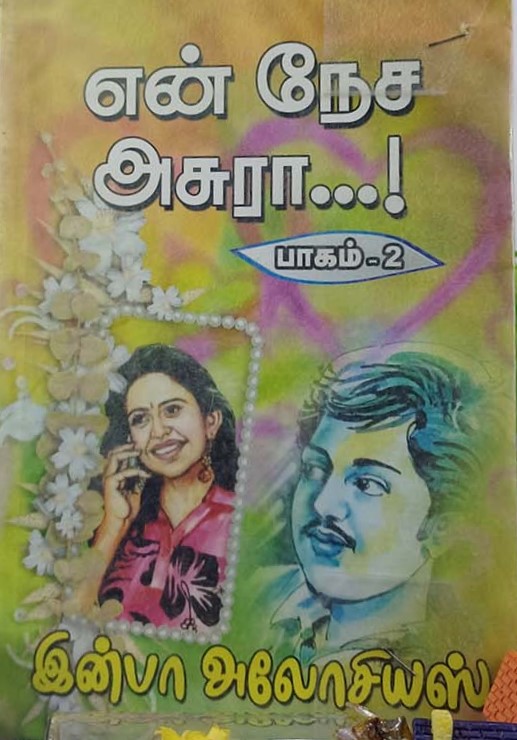 என் நேச
அசுரா...!
பாகம் - 2
இன்பா அலோசியஸ்